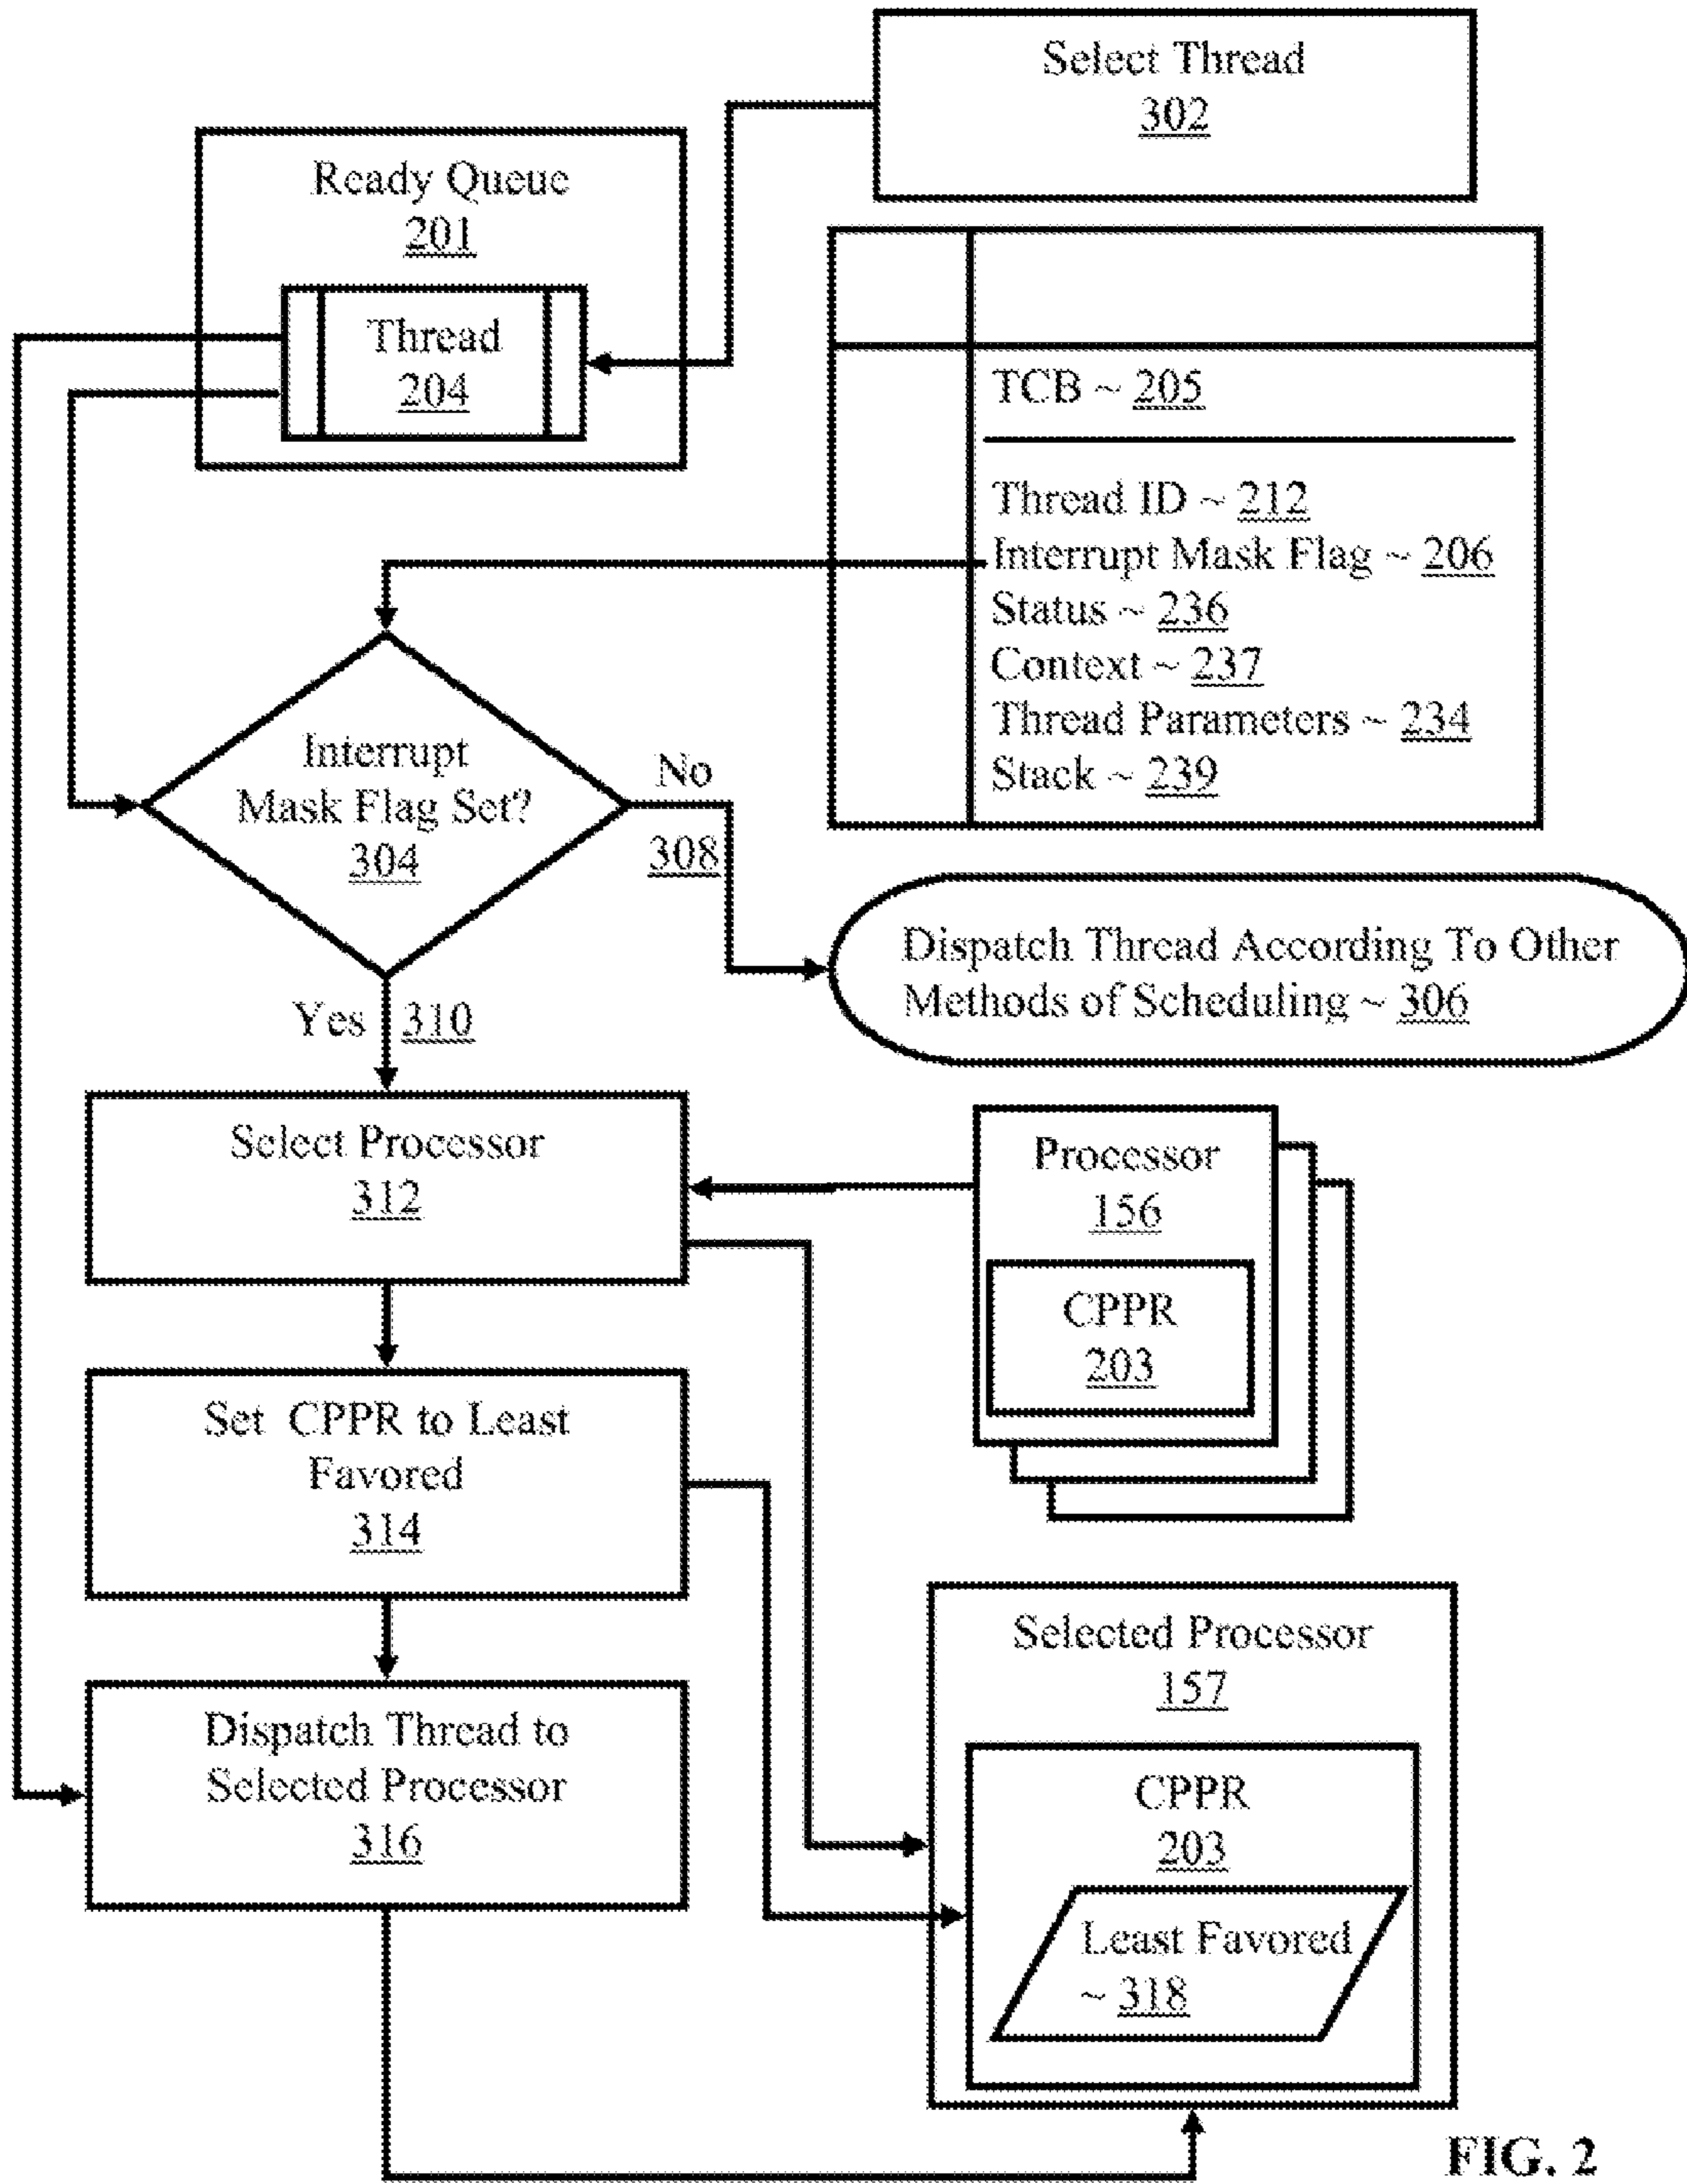 Select Thread
302
Ready Queue
201
Thread
204
TCB ~ 205
Thread ID ~ 212
Interrupt Mask Flag ~ 206
Status ~ 236
Context ~ 237
Thread Parameters ~ 234
Stack ~ 239
Interrupt
Mask Flag Set?
304
No
308
Dispatch Thread According To Other
Methods of Scheduling ~ 306
Yes 310
Select Processor
312
Processor
156
CPPR
203
Set CPPR to Least
Favored
314
Selected Processor
157
Dispatch Thread to
Selected Processor
316
CPPR
203
Least Favored
~ 318
FIG. 2